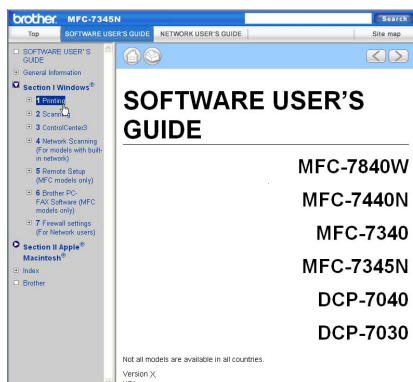 brother MFC-7345N
Search
Top SOFTWARE USER'S GUIDE NETWORK USER'S GUIDE Site map
SOFTWARE USER'S
GUIDE
General Information
Section I Windows®
1 Printing
2 Scanning
3 ControlCenter3
4 Network Scanning
(For models with built-
in network)
5 Remote Setup
(MFC models only)
6 Brother PC-
FAX Software (MFC
models only)
7 Firewall settings
(For Network users)
Section II Apple®
Macintosh®
Index
Brother
SOFTWARE USER'S
GUIDE
MFC-7840W
MFC-7440N
MFC-7340
MFC-7345N
DCP-7040
DCP-7030
Not all models are available in all countries.
Version X